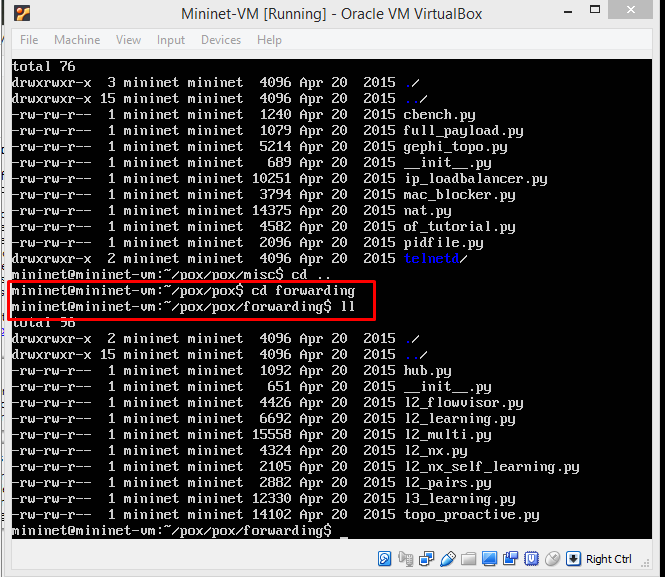 Mininet-VM [Running] - Oracle VM VirtualBox
File Machine View Input Devices Help
total 76
drwxrwxr-x 3 mininet mininet 4096 Apr 20 2015 ./
drwxrwxr-x 15 mininet mininet 4096 Apr 20 2015 ../
-rw-rw-r-- 1 mininet mininet 1240 Apr 20 2015 cbench.py
-rw-rw-r-- 1 mininet mininet 1079 Apr 20 2015 full_payload.py
-rw-rw-r-- 1 mininet mininet 5214 Apr 20 2015 gephi_topo.py
-rw-rw-r-- 1 mininet mininet 689 Apr 20 2015 __init__.py
-rw-rw-r-- 1 mininet mininet 10251 Apr 20 2015 ip_loadbalancer.py
-rw-rw-r-- 1 mininet mininet 3794 Apr 20 2015 mac_blocker.py
-rw-rw-r-- 1 mininet mininet 14375 Apr 20 2015 nat.py
-rw-rw-r-- 1 mininet mininet 4582 Apr 20 2015 of_tutorial.py
-rw-rw-r-- 1 mininet mininet 2096 Apr 20 2015 pidfile.py
drwxrwxr-x 2 mininet mininet 4096 Apr 20 2015 telnetd/
mininet@mininet-vm:~/pox/pox/misc$ cd ..
mininet@mininet-vm:~/pox/pox$ cd forwarding
mininet@mininet-vm:~/pox/pox/forwarding$ ll
total 56
drwxrwxr-x 2 mininet mininet 4096 Apr 20 2015 ./
drwxrwxr-x 15 mininet mininet 4096 Apr 20 2015 ../
-rw-rw-r-- 1 mininet mininet 1092 Apr 20 2015 hub.py
-rw-rw-r-- 1 mininet mininet 651 Apr 20 2015 __init__.py
-rw-rw-r-- 1 mininet mininet 4426 Apr 20 2015 l2_flowvisor.py
-rw-rw-r-- 1 mininet mininet 6692 Apr 20 2015 l2_learning.py
-rw-rw-r-- 1 mininet mininet 15558 Apr 20 2015 l2_multi.py
-rw-rw-r-- 1 mininet mininet 4324 Apr 20 2015 l2_nx.py
-rw-rw-r-- 1 mininet mininet 2105 Apr 20 2015 l2_nx_self_learning.py
-rw-rw-r-- 1 mininet mininet 2882 Apr 20 2015 l2_pairs.py
-rw-rw-r-- 1 mininet mininet 12330 Apr 20 2015 l3_learning.py
-rw-rw-r-- 1 mininet mininet 14102 Apr 20 2015 topo_proactive.py
mininet@mininet-vm:~/pox/pox/forwarding$ _
Right Ctrl